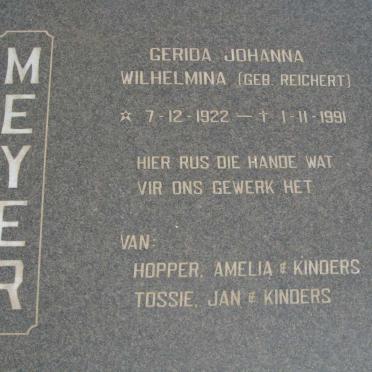 MEYER
GERIDA JOHANNA
WILHELMINA (GEB. REICHERT)
☆ 7-12-1922 — † 1-11-1991
HIER RUS DIE HANDE WAT
VIR ONS GEWERK HET
VAN:
HOPPER, AMELIA & KINDERS
TOSSIE, JAN & KINDERS